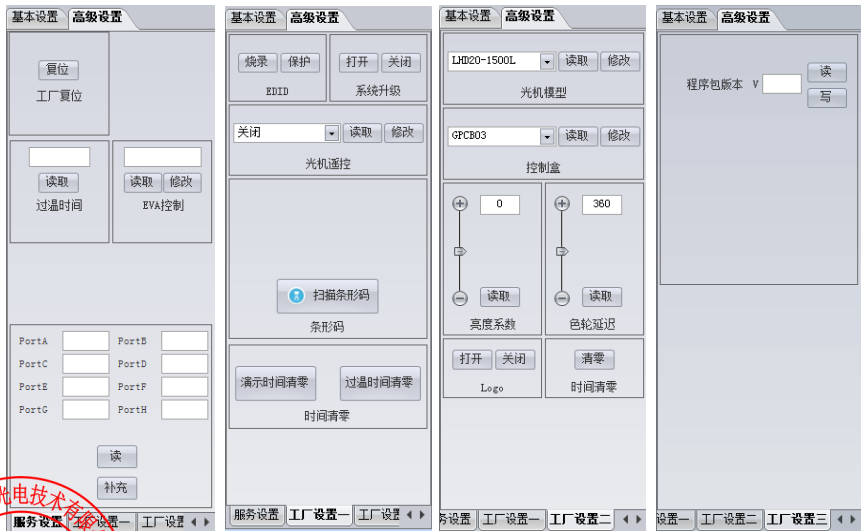 基本设置 高级设置
复位
工厂复位
读取
过温时间
读取 修改
EVA控制
PortA PortB
PortC PortD
PortE PortF
PortG PortH
读
补充
服务设置 工厂设置一 工厂设置
光电技术有限
基本设置 高级设置
烧录 保护
EDID
打开 关闭
系统升级
关闭 读取 修改
光机遥控
扫描条形码
条形码
演示时间清零 过温时间清零
时间清零
服务设置 工厂设置一 工厂设置
基本设置 高级设置
LHD20-1500L 读取 修改
光机模型
GPCB03 读取 修改
控制盒
0
读取
亮度系数
360
读取
色轮延迟
打开 关闭
Logo
清零
时间清零
务设置 工厂设置一 工厂设置二
基本设置 高级设置
程序包版本 V
读
写
设置一 工厂设置二 工厂设置三